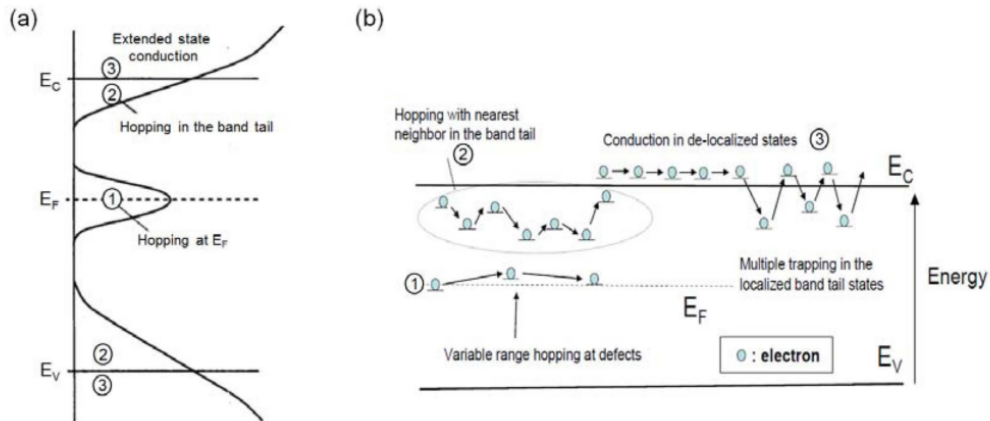 (a)
Extended state
conduction
③
E_C
②
Hopping in the band tail
E_F
①
Hopping at E_F
②
E_V
③
(b)
Hopping with nearest
neighbor in the band tail
②
Conduction in de-localized states ③
E_C
①
Multiple trapping in the
localized band tail states
Energy
E_F
Variable range hopping at defects
: electron
E_V